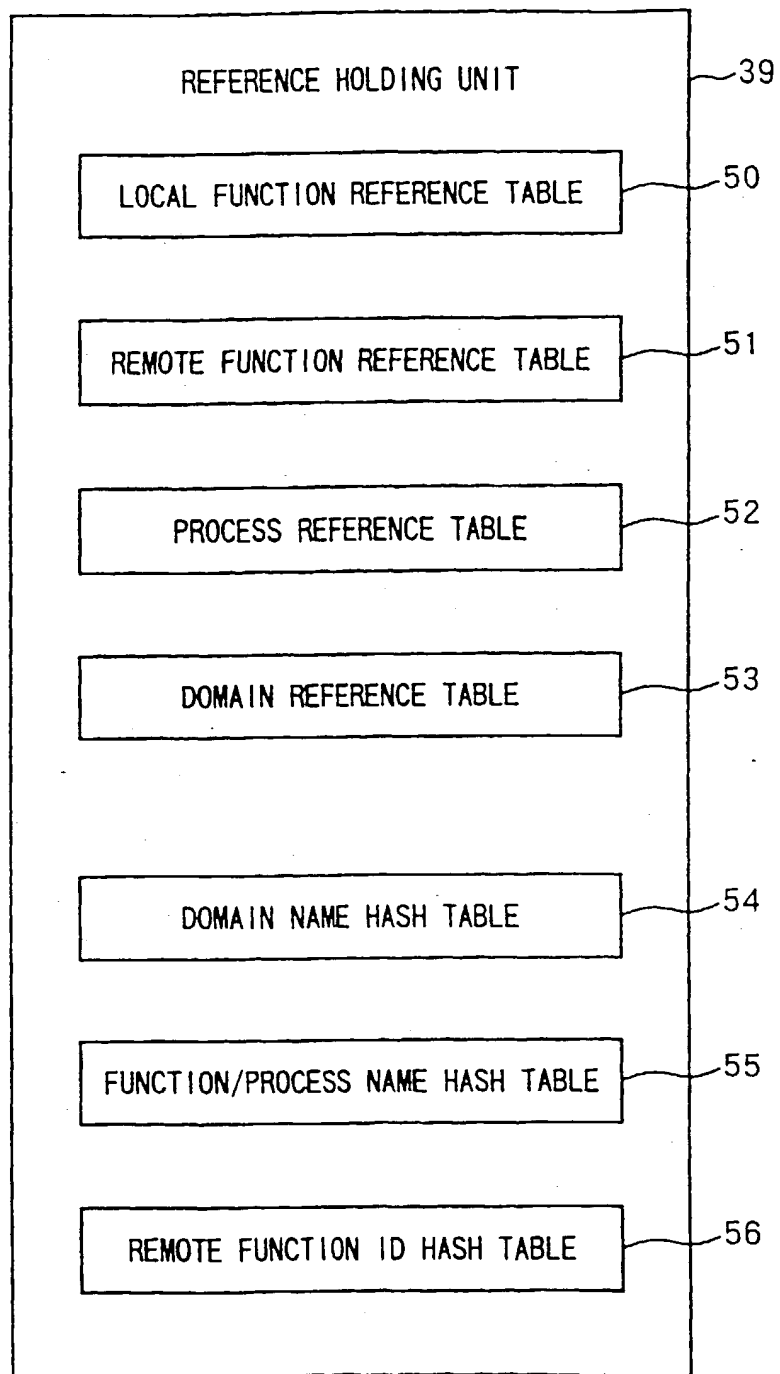 REFERENCE HOLDING UNIT 39
LOCAL FUNCTION REFERENCE TABLE 50
REMOTE FUNCTION REFERENCE TABLE 51
PROCESS REFERENCE TABLE 52
DOMAIN REFERENCE TABLE 53
DOMAIN NAME HASH TABLE 54
FUNCTION/PROCESS NAME HASH TABLE 55
REMOTE FUNCTION ID HASH TABLE 56